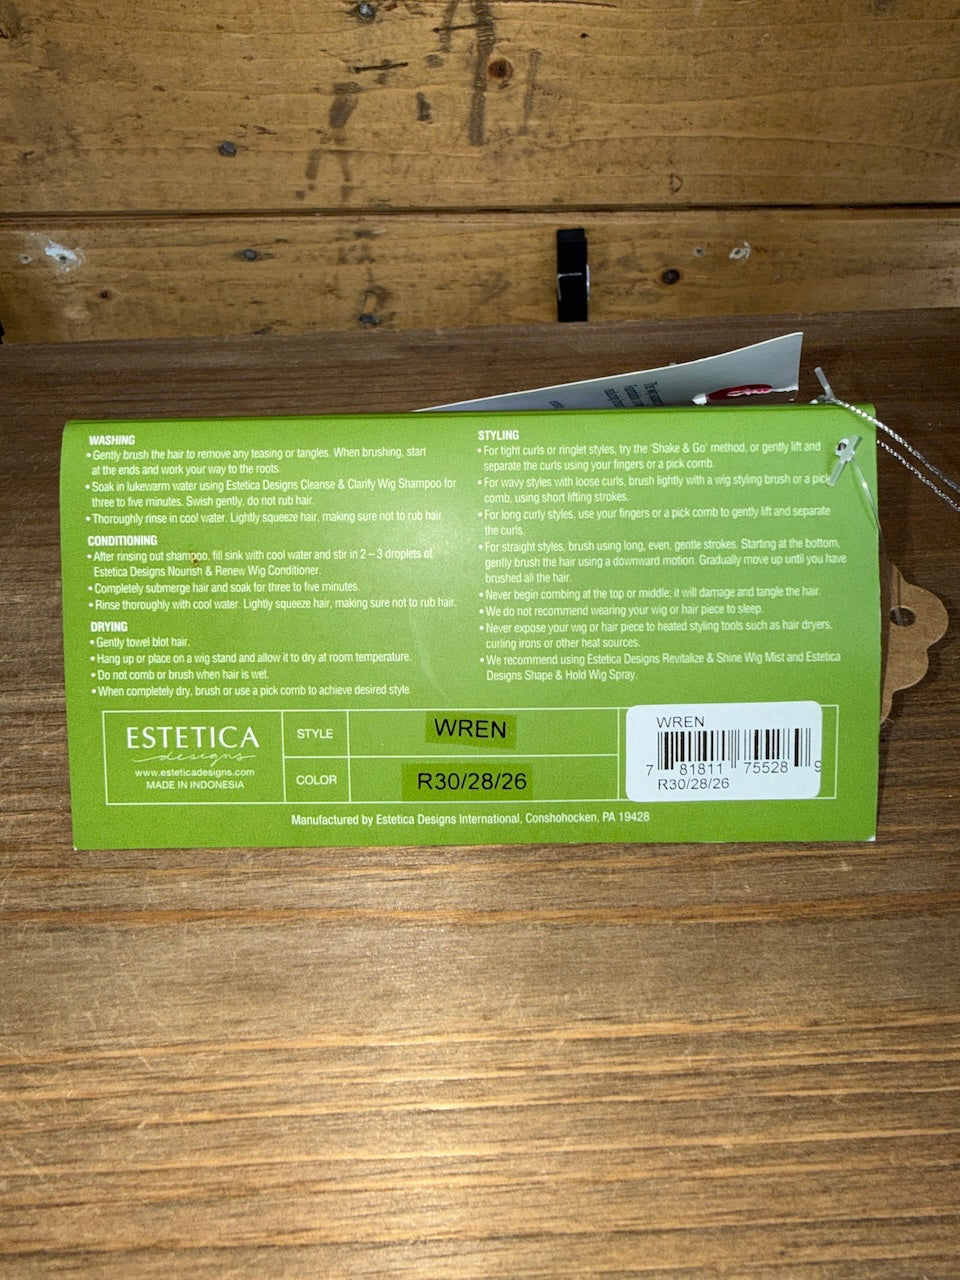 WASHING
• Gently brush the hair to remove any teasing or tangles. When brushing, start
at the ends and work your way to the roots.
• Soak in lukewarm water using Estetica Designs Cleanse & Clarify Wig Shampoo for
three to five minutes. Swish gently, do not rub hair.
• Thoroughly rinse in cool water. Lightly squeeze hair, making sure not to rub hair.
CONDITIONING
• After rinsing out shampoo, fill sink with cool water and stir in 2 – 3 droplets of
Estetica Designs Nourish & Renew Wig Conditioner.
• Completely submerge hair and soak for three to five minutes.
• Rinse thoroughly with cool water. Lightly squeeze hair, making sure not to rub hair.
DRYING
• Gently towel blot hair.
• Hang up or place on a wig stand and allow it to dry at room temperature.
• Do not comb or brush when hair is wet.
• When completely dry, brush or use a pick comb to achieve desired style.
STYLING
• For tight curls or ringlet styles, try the 'Shake & Go' method, or gently lift and
separate the curls using your fingers or a pick comb.
• For wavy styles with loose curls, brush lightly with a wig styling brush or a pick
comb, using short lifting strokes.
• For long curly styles, use your fingers or a pick comb to gently lift and separate
the curls.
• For straight styles, brush using long, even, gentle strokes. Starting at the bottom,
gently brush the hair using a downward motion. Gradually move up until you have
brushed all the hair.
• Never begin combing at the top or middle; it will damage and tangle the hair.
• We do not recommend wearing your wig or hair piece to sleep.
• Never expose your wig or hair piece to heated styling tools such as hair dryers,
curling irons or other heat sources.
• We recommend using Estetica Designs Revitalize & Shine Wig Mist and Estetica
Designs Shape & Hold Wig Spray.
ESTETICA
designs
www.esteticadesigns.com
MADE IN INDONESIA
STYLE
WREN
COLOR
R30/28/26
WREN
7 81811 75528 9
R30/28/26
Manufactured by Estetica Designs International, Conshohocken, PA 19428